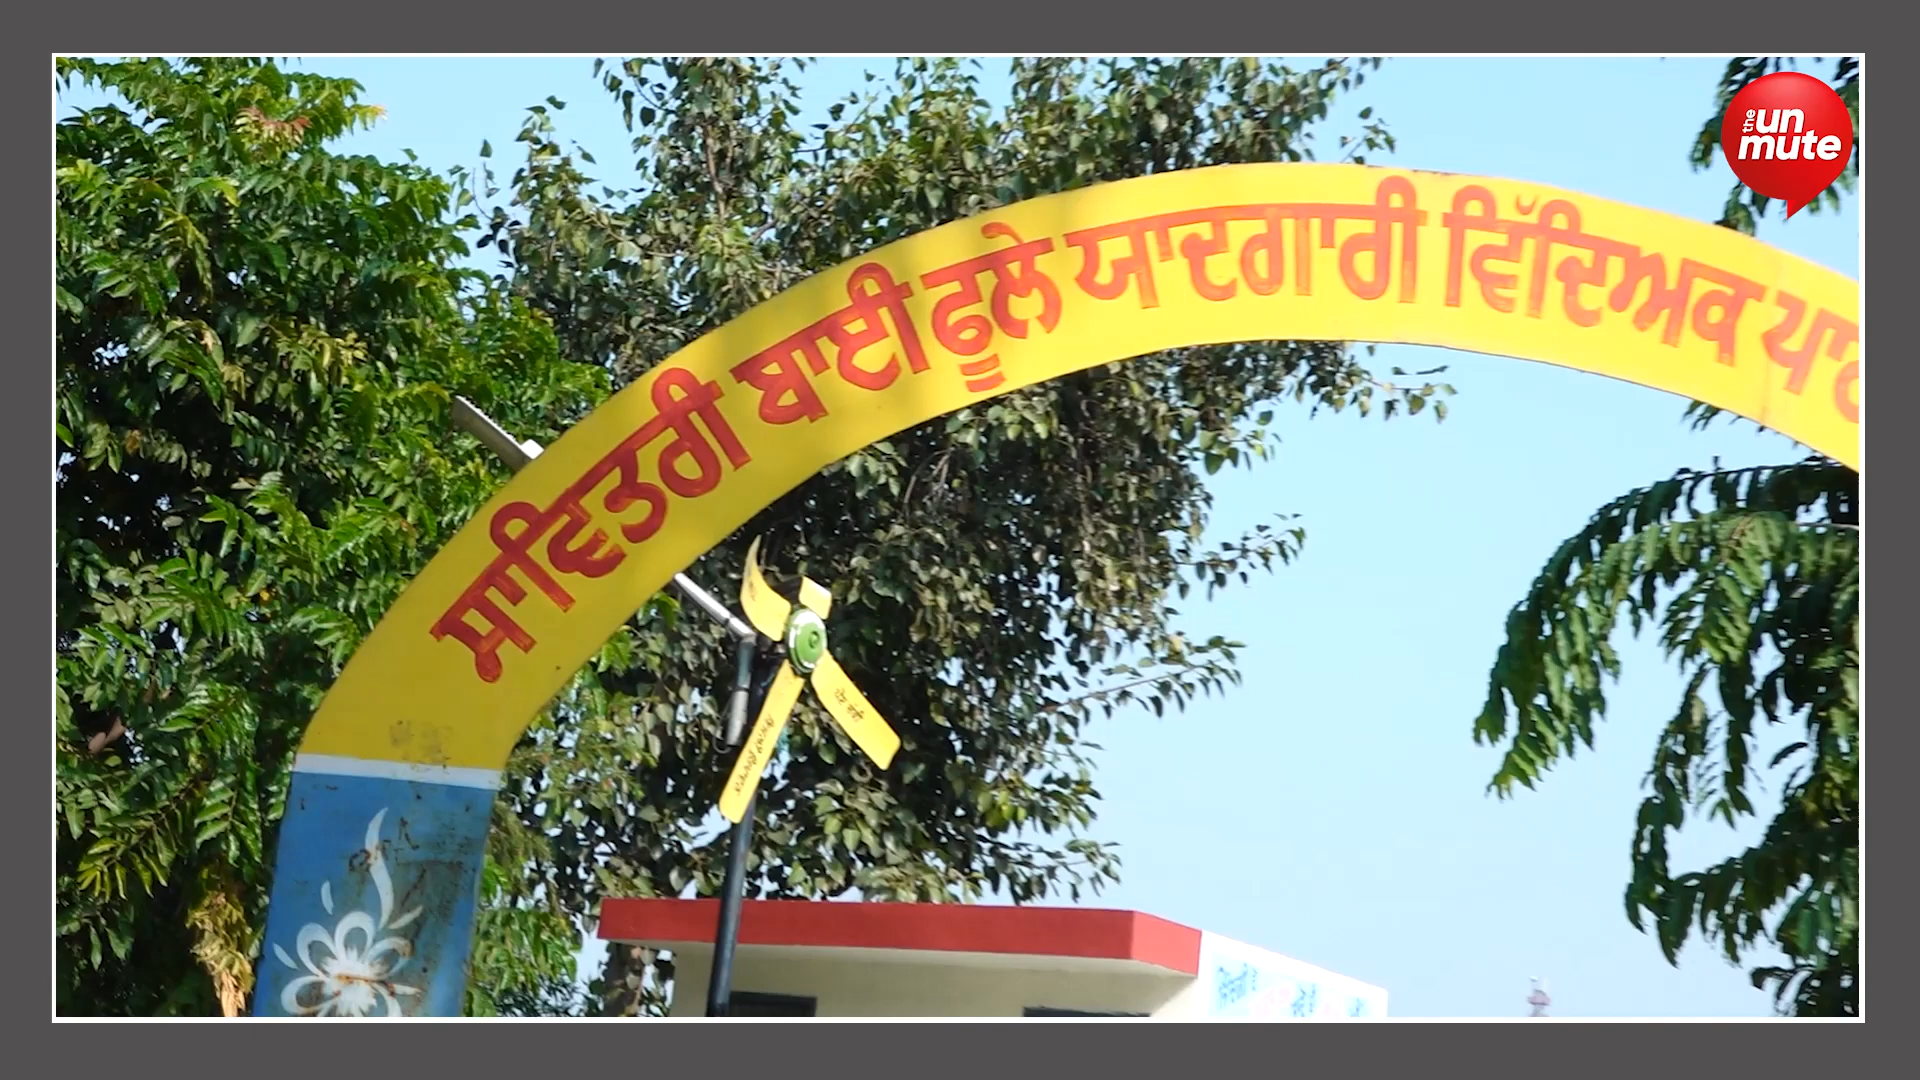 the un
mute
ਸਾਵਿਤਰੀ ਬਾਈ ਫੂਲੇ ਯਾਦਗਾਰੀ ਵਿੱਦਿਅਕ